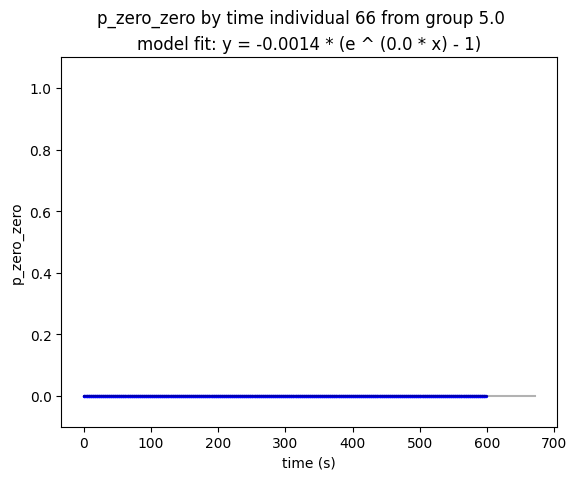 p_zero_zero by time individual 66 from group 5.0
model fit: y = -0.0014 * (e ^ (0.0 * x) - 1)
1.0
0.8
0.6
0.4
0.2
0.0
p_zero_zero
0 100 200 300 400 500 600 700
time (s)